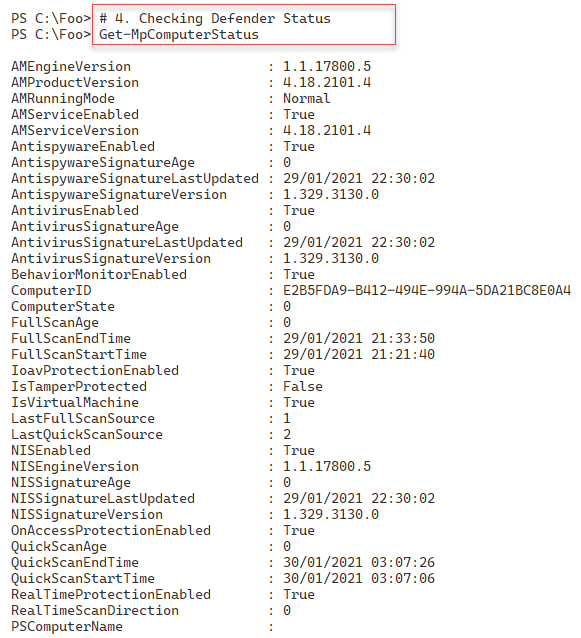 PS C:\Foo> # 4. Checking Defender Status
PS C:\Foo> Get-MpComputerStatus
AMEngineVersion : 1.1.17800.5
AMProductVersion : 4.18.2101.4
AMRunningMode : Normal
AMServiceEnabled : True
AMServiceVersion : 4.18.2101.4
AntispywareEnabled : True
AntispywareSignatureAge : 0
AntispywareSignatureLastUpdated : 29/01/2021 22:30:02
AntispywareSignatureVersion : 1.329.3130.0
AntivirusEnabled : True
AntivirusSignatureAge : 0
AntivirusSignatureLastUpdated : 29/01/2021 22:30:02
AntivirusSignatureVersion : 1.329.3130.0
BehaviorMonitorEnabled : True
ComputerID : E2B5FDA9-B412-494E-994A-5DA21BC8E0A4
ComputerState : 0
FullScanAge : 0
FullScanEndTime : 29/01/2021 21:33:50
FullScanStartTime : 29/01/2021 21:21:40
IoavProtectionEnabled : True
IsTamperProtected : False
IsVirtualMachine : True
LastFullScanSource : 1
LastQuickScanSource : 2
NISEnabled : True
NISEngineVersion : 1.1.17800.5
NISSignatureAge : 0
NISSignatureLastUpdated : 29/01/2021 22:30:02
NISSignatureVersion : 1.329.3130.0
OnAccessProtectionEnabled : True
QuickScanAge : 0
QuickScanEndTime : 30/01/2021 03:07:26
QuickScanStartTime : 30/01/2021 03:07:06
RealTimeProtectionEnabled : True
RealTimeScanDirection : 0
PSComputerName :